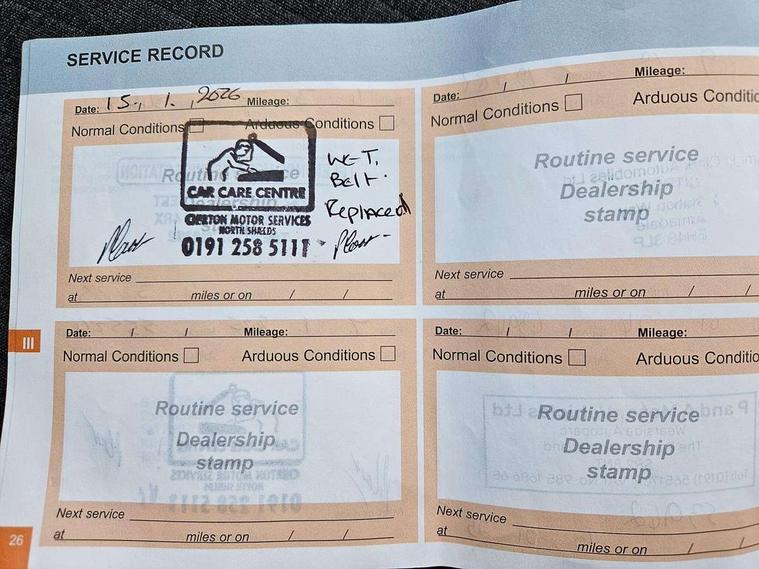 SERVICE RECORD
Date: 15. 1. 2026 Mileage:
Normal Conditions Arduous Conditions
Routine service
CAR CARE CENTRE
Dealership
MOTOR SERVICES
NORTH SHIELDS
0191 258 5111
WET.
Belt.
Replaced
Next service
at miles or on / /
Date: / / Mileage:
Normal Conditions Arduous
Routine service
Dealership
stamp
Next service
at miles or on / /
III
Date: / / Mileage:
Normal Conditions Arduous Conditions
Routine service
Dealership
stamp
Next service
at miles or on / /
Date: / / Mileage:
Normal Conditions Arduous
Routine service
Dealership
stamp
Next service
at miles or on / /
26